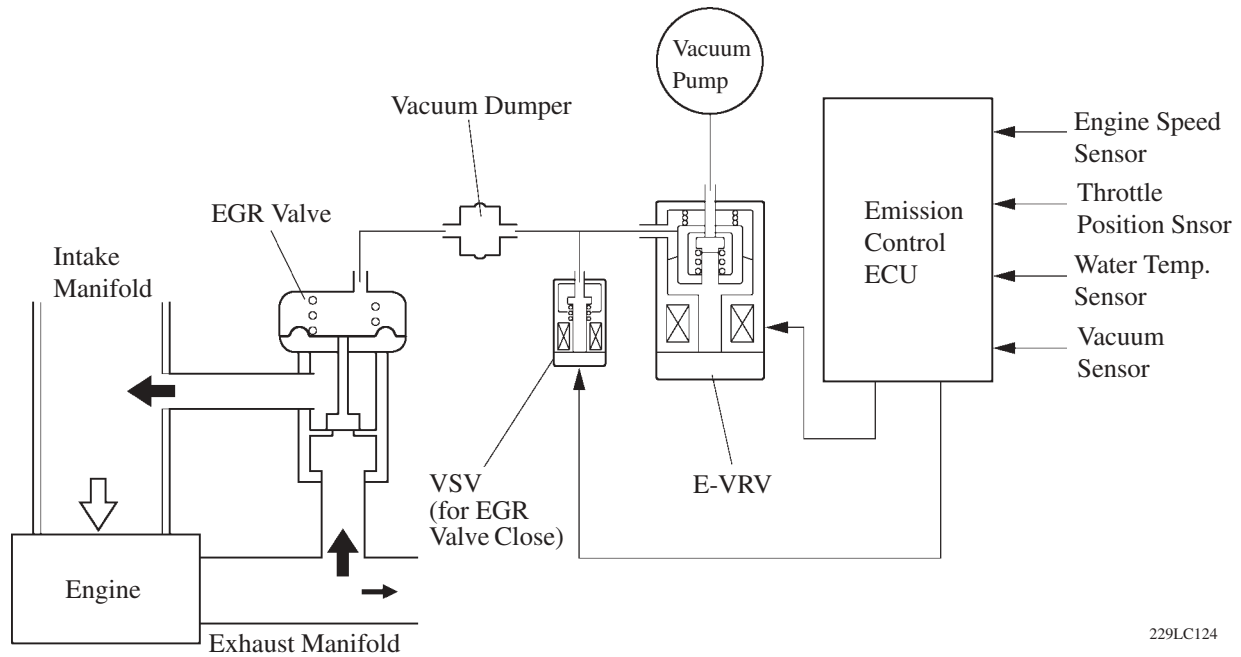 Vacuum
Pump
Vacuum Dumper
EGR Valve
Intake
Manifold
Emission
Control
ECU
Engine Speed
Sensor
Throttle
Position Snsor
Water Temp.
Sensor
Vacuum
Sensor
VSV
(for EGR
Valve Close)
E-VRV
Engine
Exhaust Manifold
229LC124